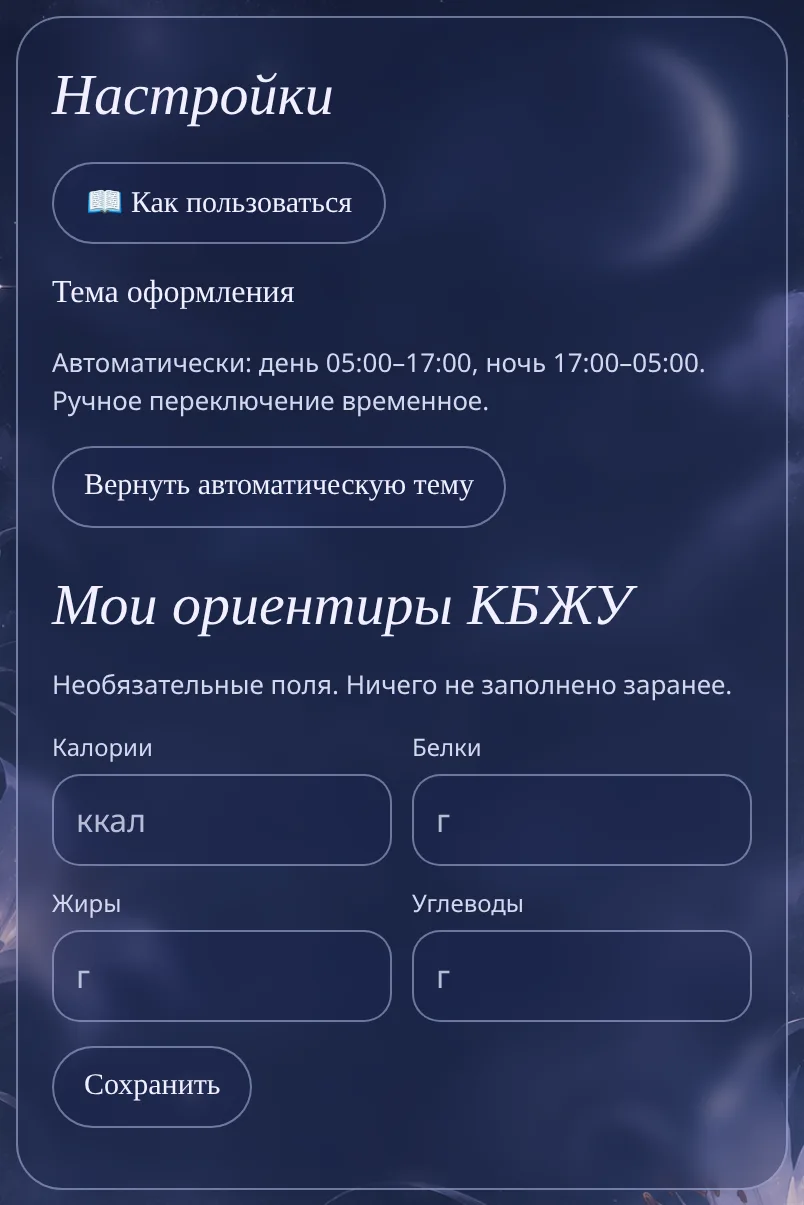 Настройки
📖 Как пользоваться
Тема оформления
Автоматически: день 05:00–17:00, ночь 17:00–05:00.
Ручное переключение временное.
Вернуть автоматическую тему
Мои ориентиры КБЖУ
Необязательные поля. Ничего не заполнено заранее.
Калории
Белки
ккал
г
Жиры
Углеводы
г
г
Сохранить